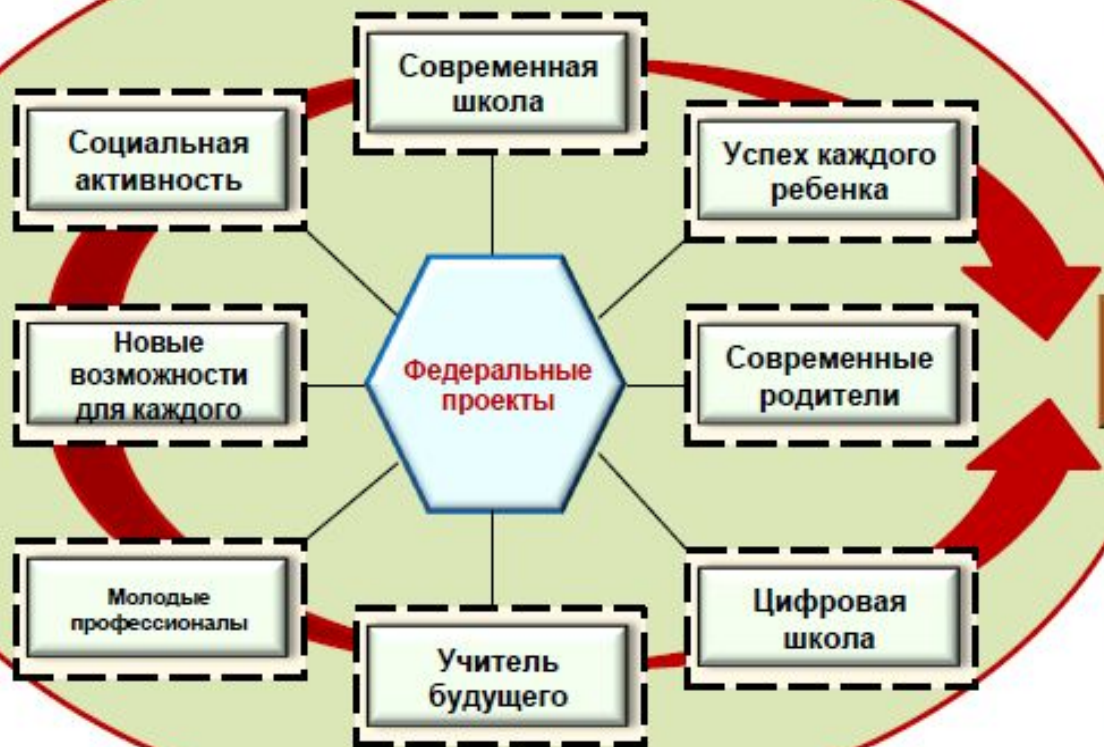 Современная
школа
Социальная
активность
Успех каждого
ребенка
Новые
возможности
для каждого
Федеральные
проекты
Современные
родители
Молодые
профессионалы
Учитель
будущего
Цифровая
школа